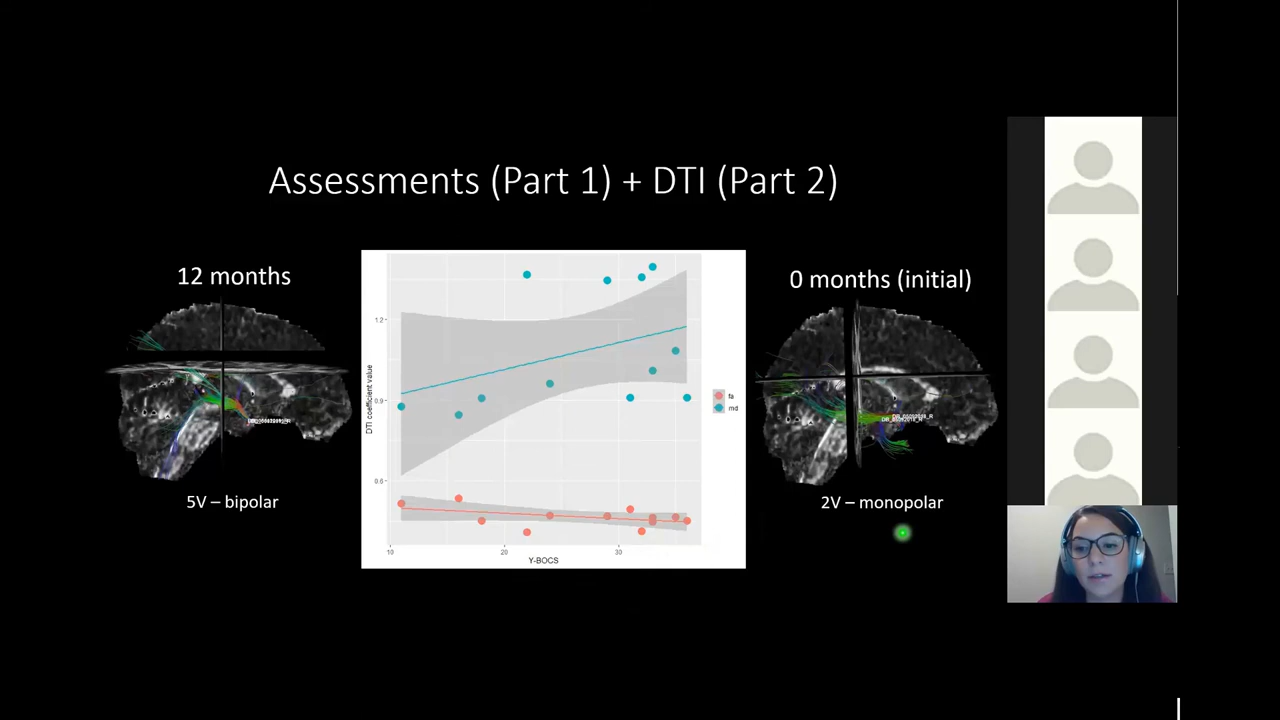 Assessments (Part 1) + DTI (Part 2)
12 months
0 months (initial)
1.2
0.9
0.6
DTI coefficient value
10
20
30
Y-BOCS
fa
md
5V – bipolar
2V – monopolar